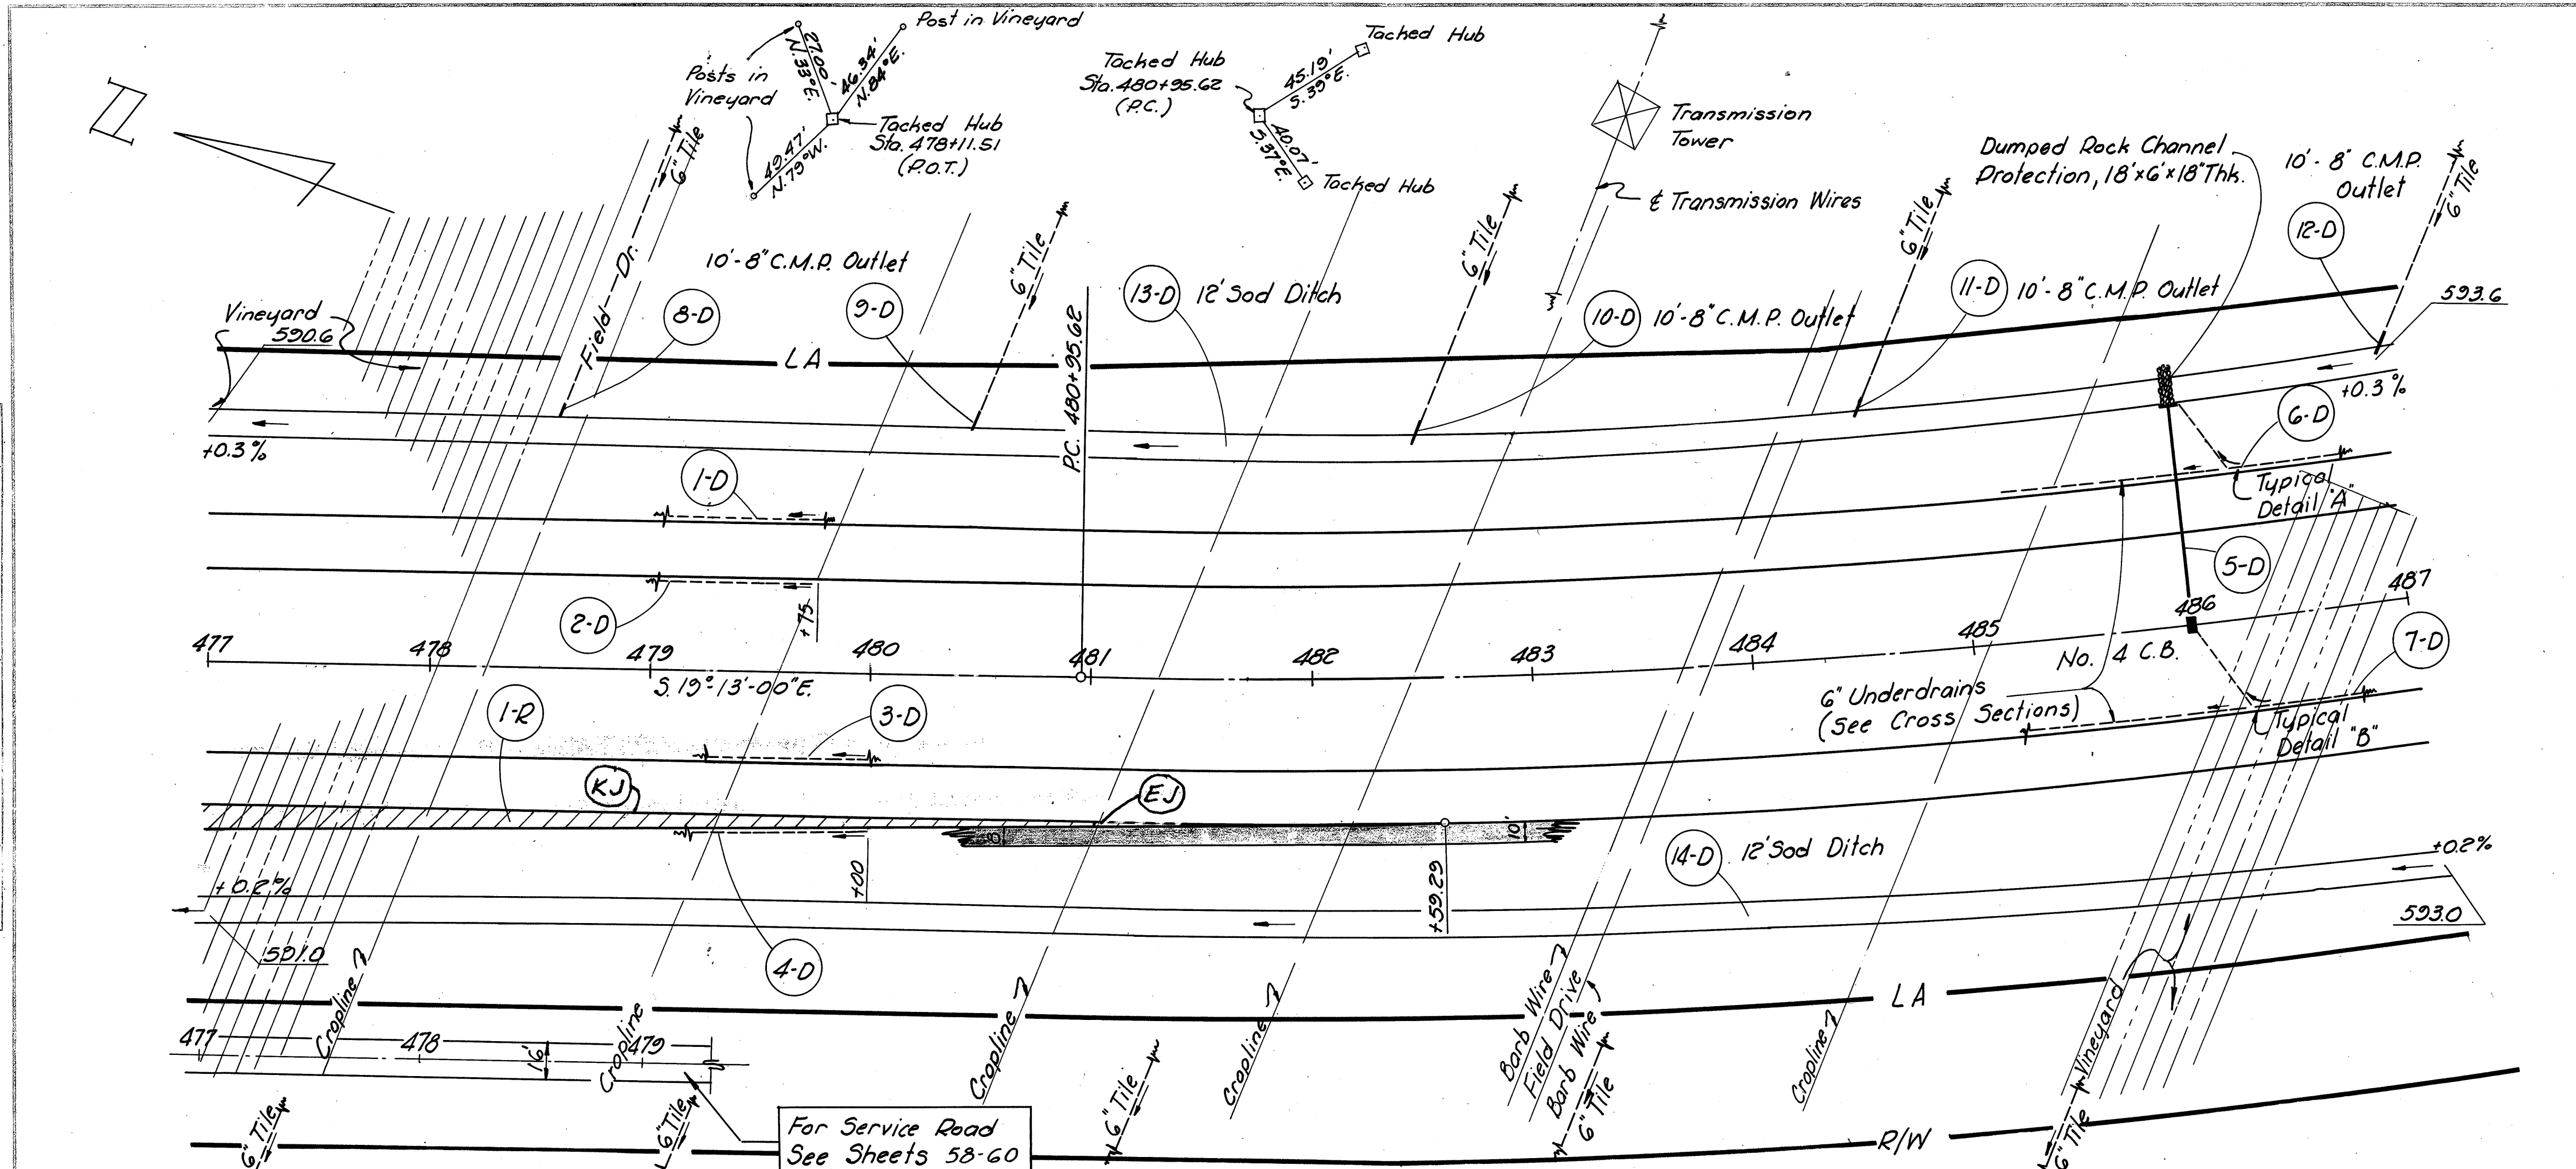 Post in Vineyard
27.00'
N.33°E.
46.34'
N.84°E.
Posts in
Vineyard
Tacked Hub
Sta. 478+11.51
(P.O.T.)
49.47'
N.79°W.
6" Tile
Tacked Hub
Sta. 480+95.62
(P.C.)
45.19'
S.39°E.
Tacked Hub
40.07'
S.37°E.
Tacked Hub
Transmission
Tower
℄ Transmission Wires
Dumped Rock Channel
Protection, 18'x6'x18"Thk.
10'-8" C.M.P.
Outlet
6" Tile
12-D
593.6
Vineyard
590.6
Field Dr.
8-D
10'-8" C.M.P. Outlet
9-D
6" Tile
P.C. 480+95.62
13-D 12' Sod Ditch
6" Tile
10-D 10'-8" C.M.P. Outlet
6" Tile
11-D 10'-8" C.M.P. Outlet
LA
+0.3%
+0.3%
6-D
1-D
Typical
Detail "A"
2-D
+75
5-D
477
478
479
480
481
482
483
484
485
486
487
S.19°-13'-00"E.
No. 4 C.B.
7-D
6" Underdrains
(See Cross Sections)
Typical
Detail "B"
1-R
3-D
KJ
EJ
8'
10'
+00
+59.29
14-D 12' Sod Ditch
+0.2%
+0.2%
591.0
593.0
4-D
Cropline
Cropline
Cropline
Cropline
Barb Wire
Field Drive
Barb Wire
Cropline
Vineyard
LA
477
478
479
16'
6" Tile
6" Tile
6" Tile
6" Tile
6" Tile
For Service Road
See Sheets 58-60
R/W